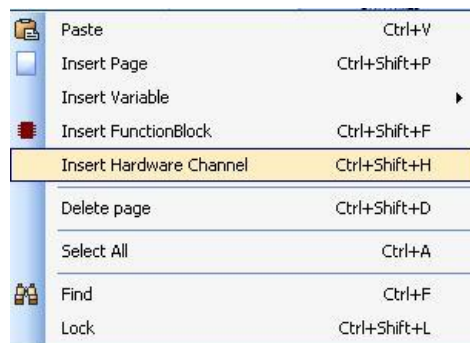 Paste Ctrl+V
Insert Page Ctrl+Shift+P
Insert Variable
Insert FunctionBlock Ctrl+Shift+F
Insert Hardware Channel Ctrl+Shift+H
Delete page Ctrl+Shift+D
Select All Ctrl+A
Find Ctrl+F
Lock Ctrl+Shift+L